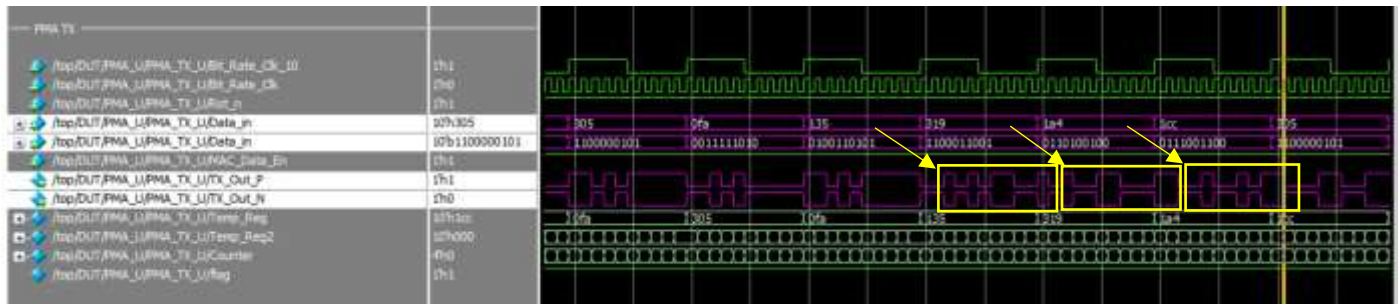 PMA TX
/top/DUT/PMA_U/PMA_TX_U/Bit_Rate_Clk_10 1'h1
/top/DUT/PMA_U/PMA_TX_U/Bit_Rate_Clk 1'h0
/top/DUT/PMA_U/PMA_TX_U/Rst_n 1'h1
/top/DUT/PMA_U/PMA_TX_U/Data_in 10'h305 305 0fa 135 319 1a4 1cc 305
/top/DUT/PMA_U/PMA_TX_U/Data_in 10'b1100000101 1100000101 0011111010 0100110101 1100011001 0110100100 0111001100 1100000101
/top/DUT/PMA_U/PMA_TX_U/MAC_Data_En 1'h1
/top/DUT/PMA_U/PMA_TX_U/TX_Out_P 1'h1
/top/DUT/PMA_U/PMA_TX_U/TX_Out_N 1'h0
/top/DUT/PMA_U/PMA_TX_U/Temp_Reg 10'h1cc 0fa 305 0fa 135 319 1a4 1cc
/top/DUT/PMA_U/PMA_TX_U/Temp_Reg2 10'h000
/top/DUT/PMA_U/PMA_TX_U/Counter 4'h0
/top/DUT/PMA_U/PMA_TX_U/flag 1'h1